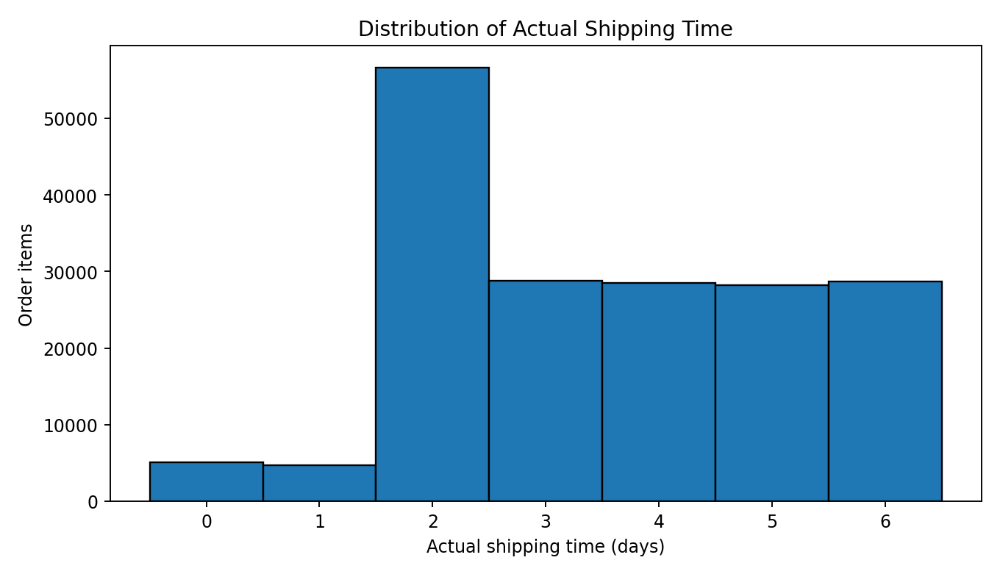 Distribution of Actual Shipping Time
Order items
50000
40000
30000
20000
10000
0
0 1 2 3 4 5 6
Actual shipping time (days)